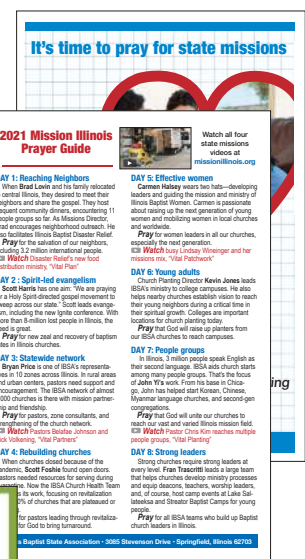 It's time to pray for state missions
2021 Mission Illinois
Prayer Guide
Watch all four
state missions
videos at
missionillinois.org
DAY 1: Reaching Neighbors
When Brad Lovin and his family relocated
central Illinois, they desired to meet their
neighbors and share the gospel. They host
frequent community dinners, encountering 11
people groups so far. As Missions Director,
Brad encourages neighborhood outreach. He
also facilitates Illinois Baptist Disaster Relief.
Pray for the salvation of our neighbors,
including 3.2 million international people.
Watch Disaster Relief's new food
distribution ministry, "Vital Plan"
DAY 2 : Spirit-led evangelism
Scott Harris has one aim: "We are praying
for a Holy Spirit-directed gospel movement to
sweep across our state." Scott leads evange-
lism, including the new Ignite conference. With
more than 8-million lost people in Illinois, the
need is great.
Pray for new zeal and recovery of baptism
rates in Illinois churches.
DAY 3: Statewide network
Bryan Price is one of IBSA's representa-
tives in 10 zones across Illinois. In rural areas
and urban centers, pastors need support and
encouragement. The IBSA network of almost
1000 churches is there with mission partner-
ship and friendship.
Pray for pastors, zone consultants, and
strengthening of the church network.
Watch Pastors Belafae Johnson and
Rick Volkening, "Vital Partners"
DAY 4: Rebuilding churches
When churches closed because of the
pandemic, Scott Foshie found open doors.
Pastors needed resources for serving during
Now the IBSA Church Health Team
its work, focusing on revitalization
of churches that are plateaued or
for pastors leading through revitaliza-
for God to bring turnaround.
DAY 5: Effective women
Carmen Halsey wears two hats—developing
leaders and guiding the mission and ministry of
Illinois Baptist Women. Carmen is passionate
about raising up the next generation of young
women and mobilizing women in local churches
and worldwide.
Pray for women leaders in all our churches,
especially the next generation.
Watch busy Lindsay Wineinger and her
missions mix, "Vital Patchwork"
DAY 6: Young adults
Church Planting Director Kevin Jones leads
IBSA's ministry to college campuses. He also
helps nearby churches establish vision to reach
their young neighbors during a critical time in
their spiritual growth. Colleges are important
locations for church planting today.
Pray that God will raise up planters from
our IBSA churches to reach campuses.
DAY 7: People groups
In Illinois, 3 million people speak English as
their second language. IBSA aids church starts
among many people groups. That's the focus
of John Yi's work. From his base in Chica-
go, John has helped start Korean, Chinese,
Myanmar language churches, and second-gen
congregations.
Pray that God will unite our churches to
reach our vast and varied Illinois mission field.
Watch Pastor Chris Kim reaches multiple
people groups, "Vital Planting"
DAY 8: Strong leaders
Strong churches require strong leaders at
every level. Fran Trascritti leads a large team
that helps churches develop ministry processes
and equip deacons, teachers, worship leaders,
and, of course, host camp events at Lake Sal-
lateeska and Streator Baptist Camps for young
people.
Pray for all IBSA teams who build up Baptist
church leaders in Illinois.
ing
Baptist State Association • 3085 Stevenson Drive • Springfield, Illinois 62703